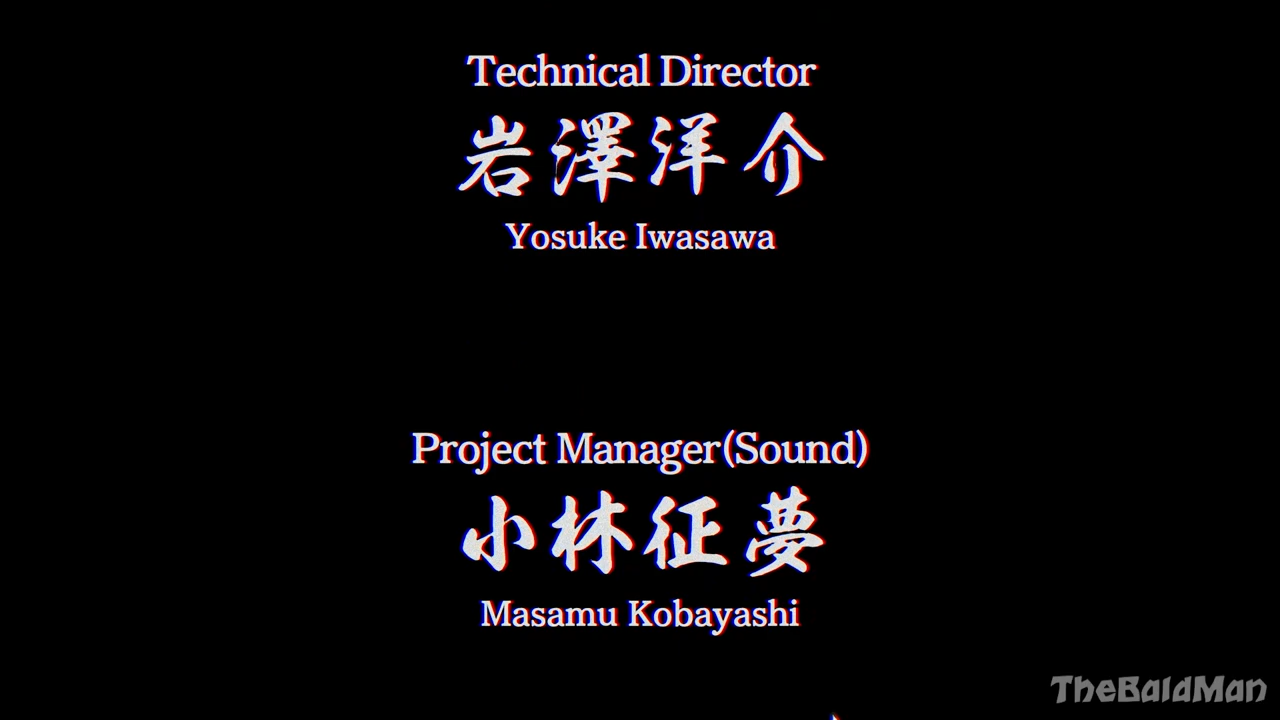 Technical Director
岩澤洋介
Yosuke Iwasawa
Project Manager(Sound)
小林征夢
Masamu Kobayashi
TheBaldMan